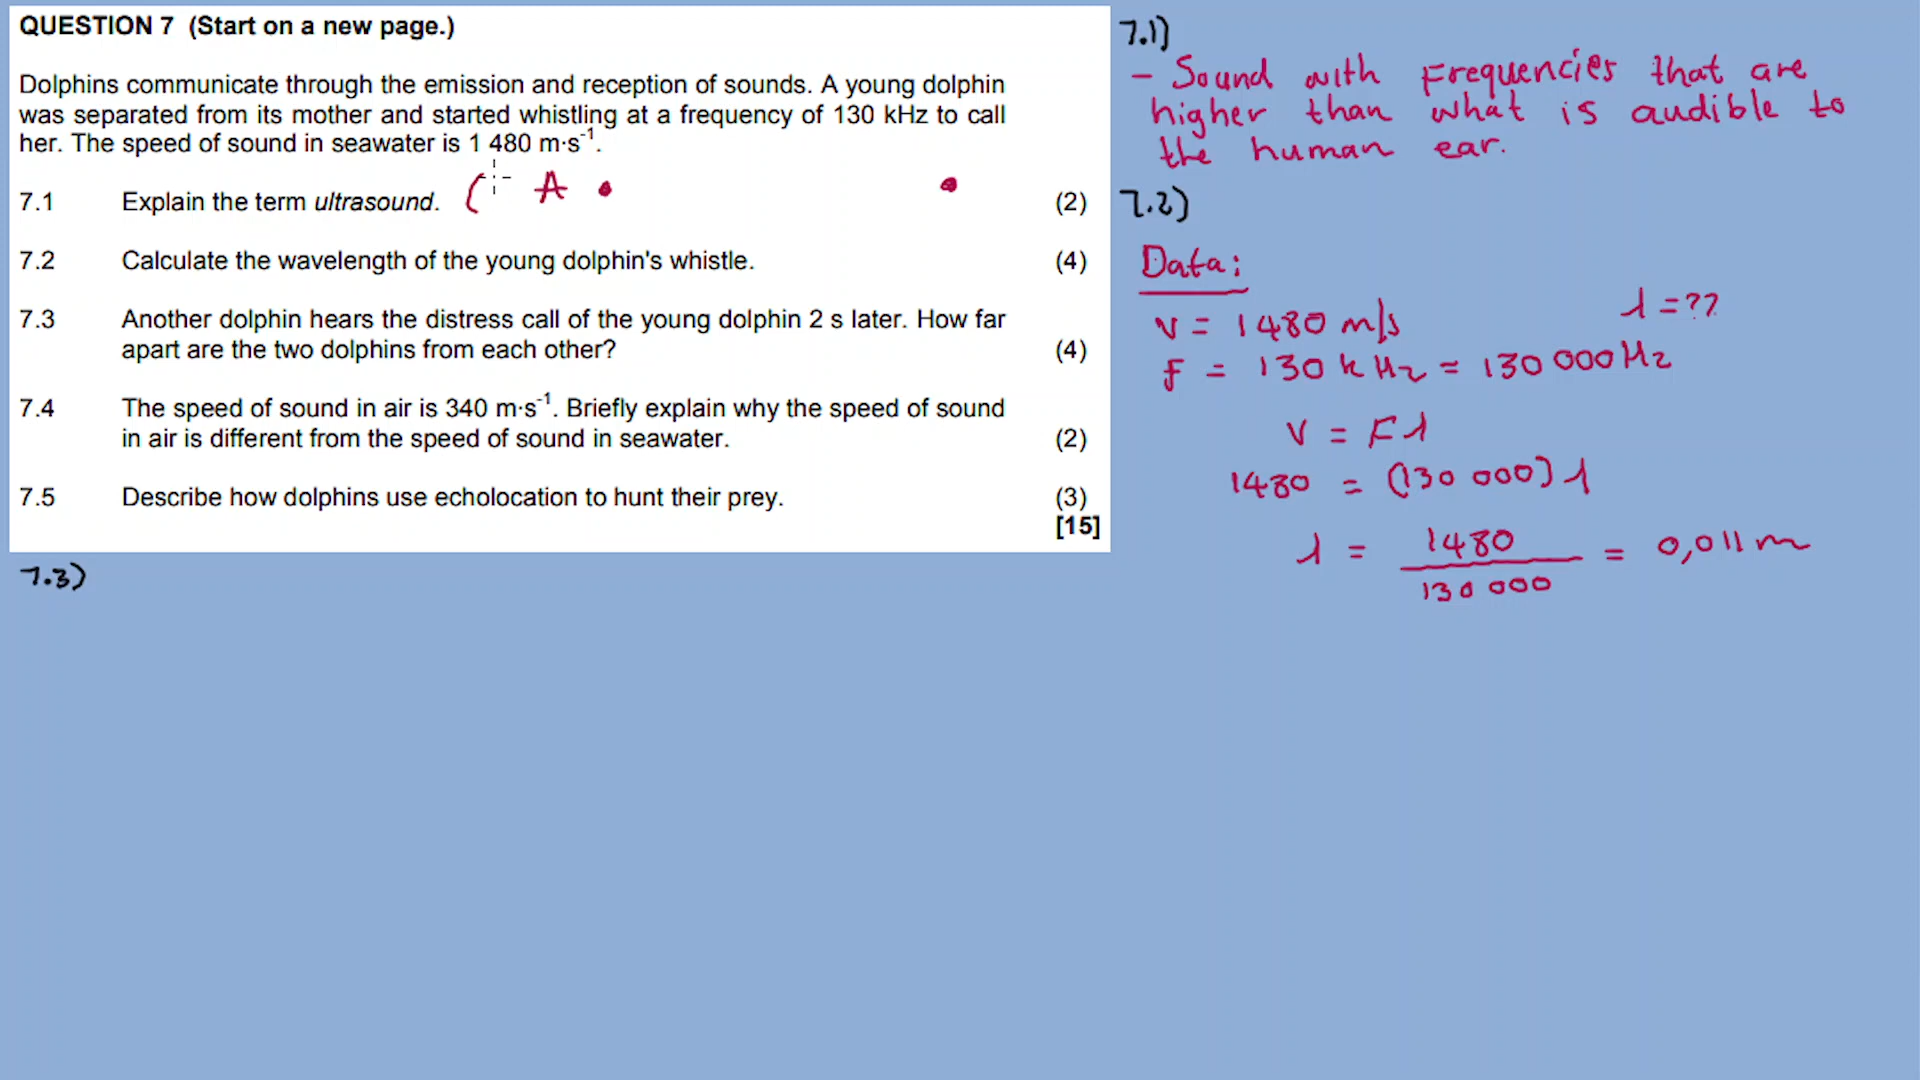 QUESTION 7 (Start on a new page.)
Dolphins communicate through the emission and reception of sounds. A young dolphin
was separated from its mother and started whistling at a frequency of 130 kHz to call
her. The speed of sound in seawater is 1 480 m·s⁻¹.
( A
7.1 Explain the term ultrasound. (2)
7.2 Calculate the wavelength of the young dolphin's whistle. (4)
7.3 Another dolphin hears the distress call of the young dolphin 2 s later. How far
apart are the two dolphins from each other? (4)
7.4 The speed of sound in air is 340 m·s⁻¹. Briefly explain why the speed of sound
in air is different from the speed of sound in seawater. (2)
7.5 Describe how dolphins use echolocation to hunt their prey. (3)
[15]
7.1)
- Sound with frequencies that are
higher than what is audible to
the human ear.
7.2)
Data:
λ = ??
v = 1480 m/s
F = 130 kHz = 130 000 Hz
v = Fλ
1480 = (130 000) λ
λ = 1480 / 130 000 = 0,011 m
7.3)